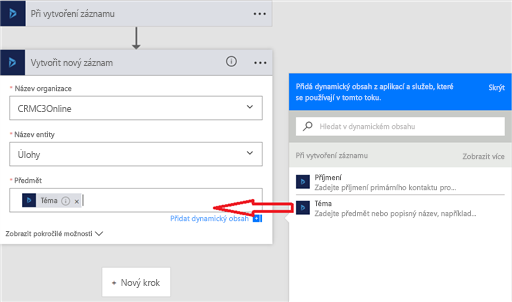 Při vytvoření záznamu
Vytvořit nový záznam
* Název organizace
CRMC3Online
* Název entity
Úlohy
* Předmět
Téma
Přidat dynamický obsah
Zobrazit pokročilé možnosti
+ Nový krok
Přidá dynamický obsah z aplikací a služeb, které
se používají v tomto toku.
Skrýt
Hledat v dynamickém obsahu
Při vytvoření záznamu
Zobrazit více
Příjmení
Zadejte příjmení primárního kontaktu pro...
Téma
Zadejte předmět nebo popisný název, například...